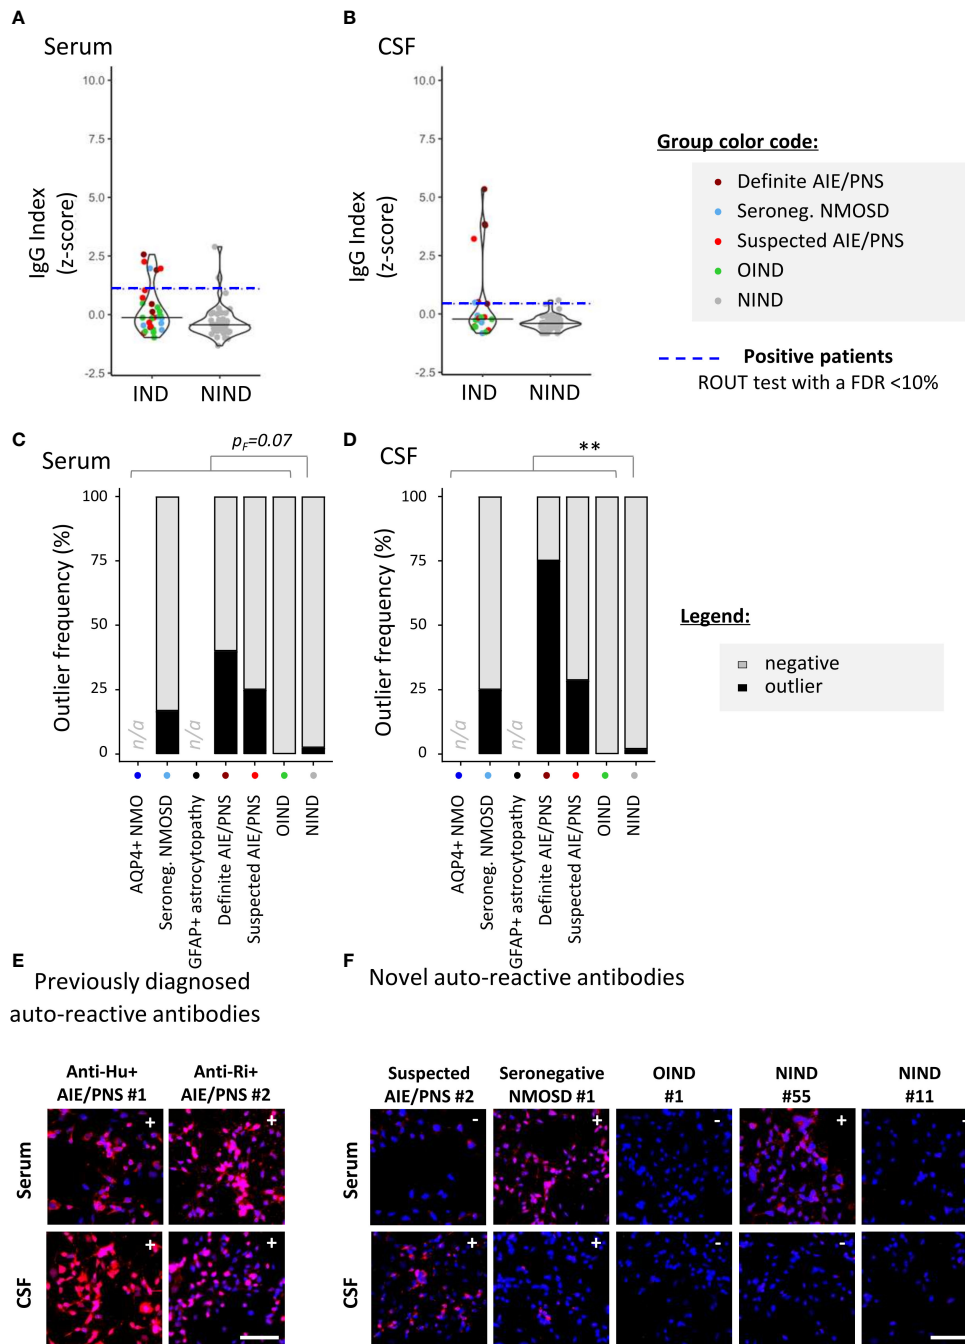 A
B
Serum
CSF
10.0
7.5
5.0
2.5
0.0
-2.5
IgG Index
(z-score)
IND
NIND
10.0
7.5
5.0
2.5
0.0
-2.5
IgG Index
(z-score)
IND
NIND
Group color code:
Definite AIE/PNS
Seroneg. NMOSD
Suspected AIE/PNS
OIND
NIND
Positive patients
ROUT test with a FDR <10%
C
D
Serum
pF=0.07
CSF
**
100
75
50
25
0
Outlier frequency (%)
n/a
n/a
AQP4+ NMO
Seroneg. NMOSD
GFAP+ astrocytopathy
Definite AIE/PNS
Suspected AIE/PNS
OIND
NIND
100
75
50
25
0
Outlier frequency (%)
n/a
n/a
AQP4+ NMO
Seroneg. NMOSD
GFAP+ astrocytopathy
Definite AIE/PNS
Suspected AIE/PNS
OIND
NIND
Legend:
negative
outlier
E
Previously diagnosed
auto-reactive antibodies
F
Novel auto-reactive antibodies
Anti-Hu+
AIE/PNS #1
Anti-Ri+
AIE/PNS #2
Suspected
AIE/PNS #2
Seronegative
NMOSD #1
OIND
#1
NIND
#55
NIND
#11
Serum
+ +
CSF
+ +
Serum
- + - + -
CSF
+ + - -